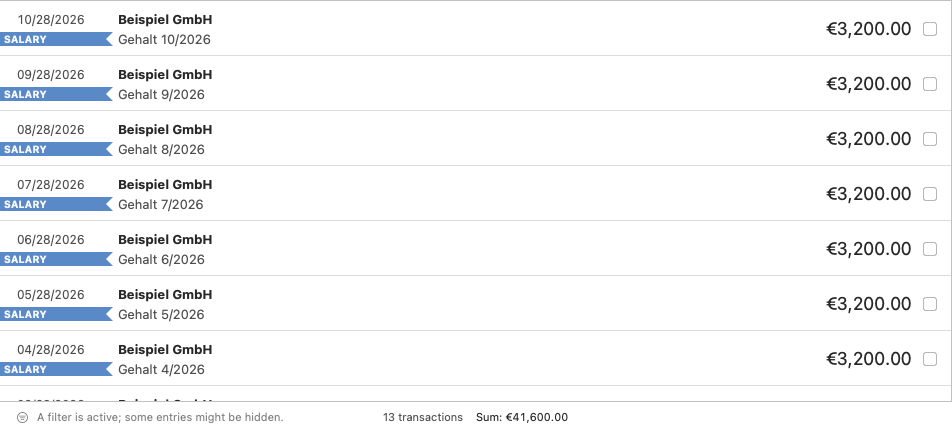 10/28/2026 Beispiel GmbH
€3,200.00
SALARY Gehalt 10/2026
09/28/2026 Beispiel GmbH
€3,200.00
SALARY Gehalt 9/2026
08/28/2026 Beispiel GmbH
€3,200.00
SALARY Gehalt 8/2026
07/28/2026 Beispiel GmbH
€3,200.00
SALARY Gehalt 7/2026
06/28/2026 Beispiel GmbH
€3,200.00
SALARY Gehalt 6/2026
05/28/2026 Beispiel GmbH
€3,200.00
SALARY Gehalt 5/2026
04/28/2026 Beispiel GmbH
€3,200.00
SALARY Gehalt 4/2026
A filter is active; some entries might be hidden. 13 transactions Sum: €41,600.00